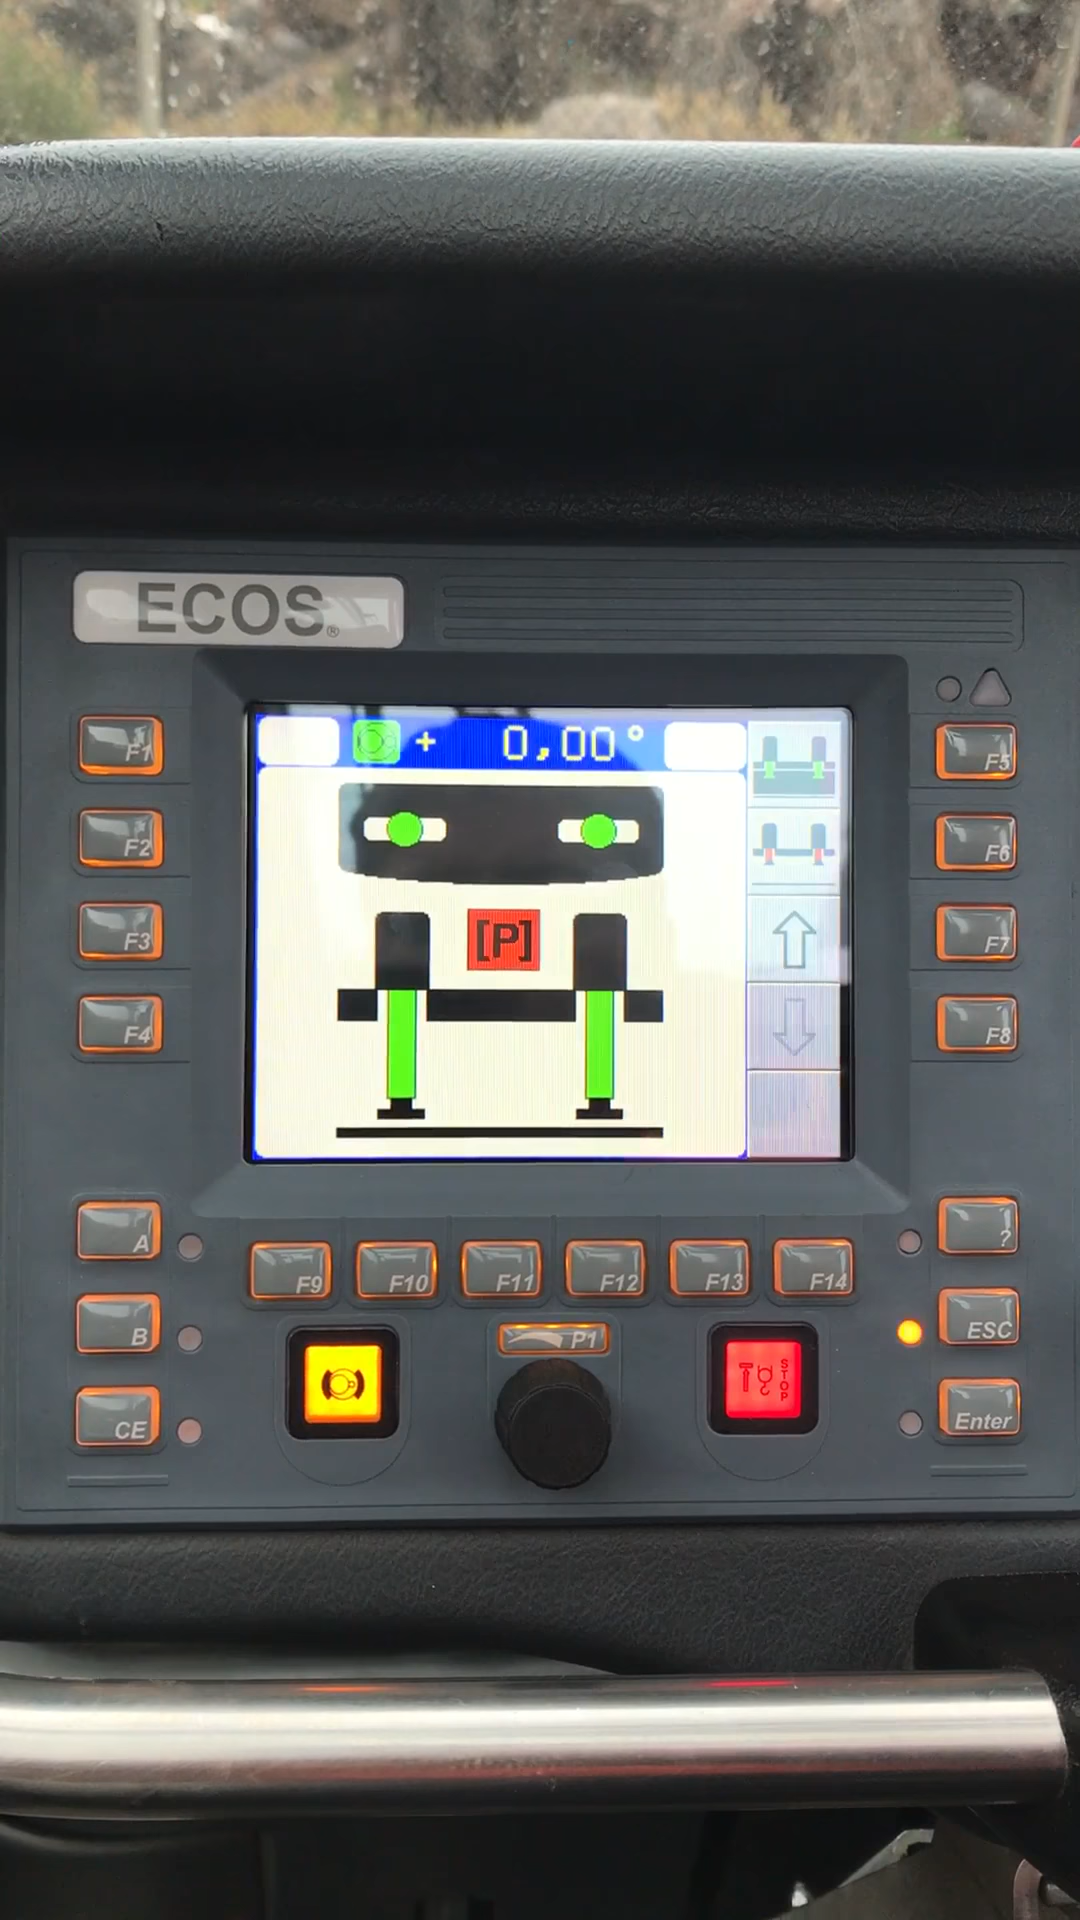 ECOS®
F1
+ 0,00°
F5
F2
F6
[P]
F3
F7
F4
F8
A
?
F9 F10 F11 F12 F13 F14
B
P1
ESC
STOP
CE
Enter